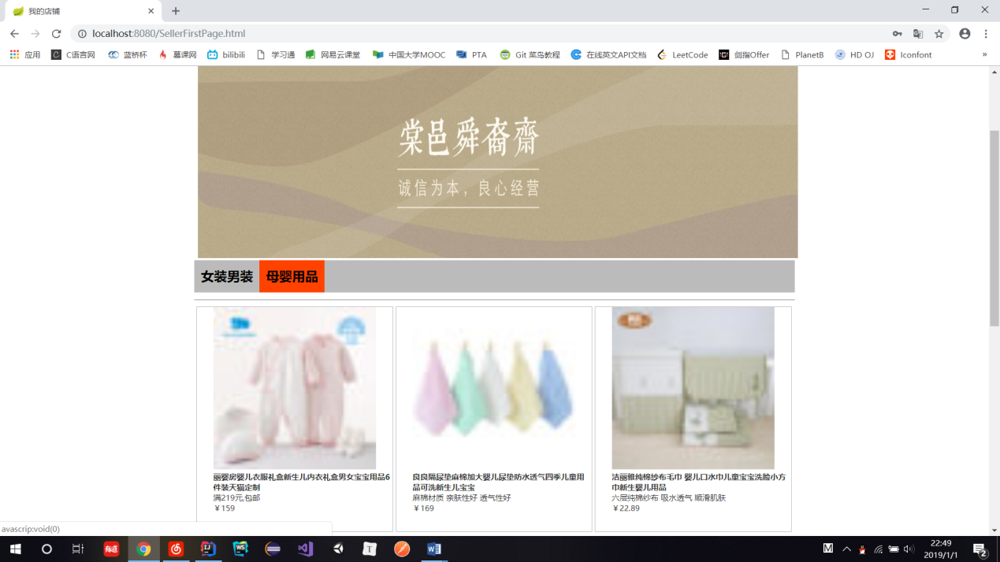 我的店铺
localhost:8080/SellerFirstPage.html
应用 C语言网 蓝桥杯 慕课网 bilibili 学习通 网易云课堂 中国大学MOOC PTA Git 菜鸟教程 在线英文API文档 LeetCode 剑指Offer PlanetB HD OJ Iconfont »
棠邑舜裔齋
诚信为本，良心经营
女装男装 母婴用品
丽婴房婴儿衣服礼盒新生儿内衣礼盒男女宝宝用品6
件装天猫定制
满219元,包邮
￥159
良良隔尿垫麻棉加大婴儿尿垫防水透气四季儿童用
品可洗新生儿宝宝
麻棉材质 亲肤性好 透气性好
￥169
洁丽雅纯棉纱布毛巾 婴儿口水巾儿童宝宝洗脸小方
巾新生婴儿用品
六层纯棉纱布 吸水透气 顺滑肌肤
￥22.89
avascrip:void(0)
有道 IJ WS T W M 22:49
2019/1/1 2